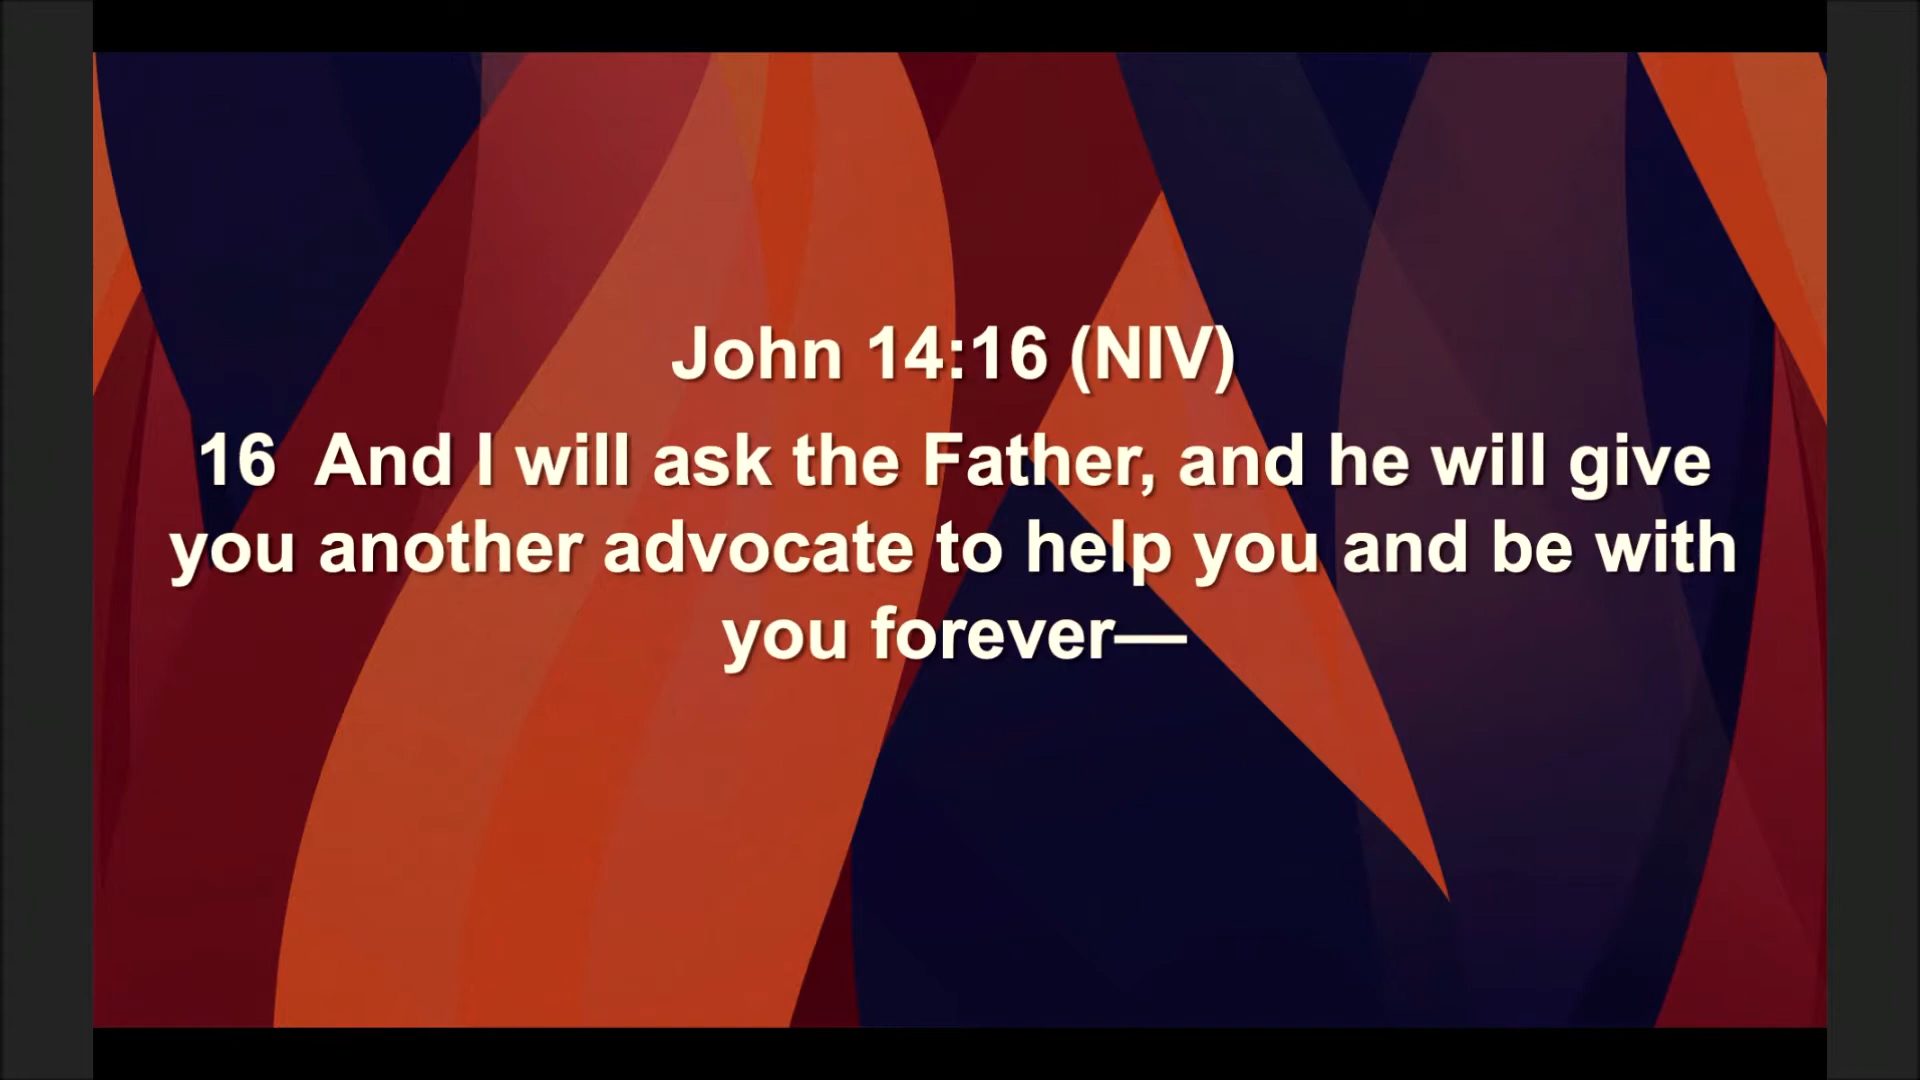 John 14:16 (NIV)
16 And I will ask the Father, and he will give
you another advocate to help you and be with
you forever—